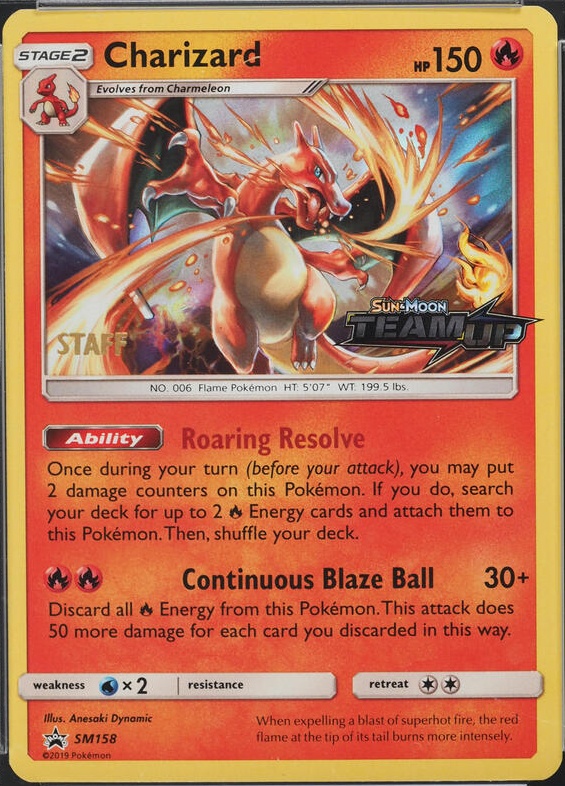 STAGE2
Charizard
HP150
Evolves from Charmeleon
SUN & MOON
TEAM UP
STAFF
NO. 006 Flame Pokémon HT: 5'07" WT: 199.5 lbs.
Ability Roaring Resolve
Once during your turn (before your attack), you may put
2 damage counters on this Pokémon. If you do, search
your deck for up to 2 Energy cards and attach them to
this Pokémon. Then, shuffle your deck.
Continuous Blaze Ball 30+
Discard all Energy from this Pokémon. This attack does
50 more damage for each card you discarded in this way.
weakness ×2 resistance retreat
Illus. Anesaki Dynamic
SM158
©2019 Pokémon
When expelling a blast of superhot fire, the red
flame at the tip of its tail burns more intensely.